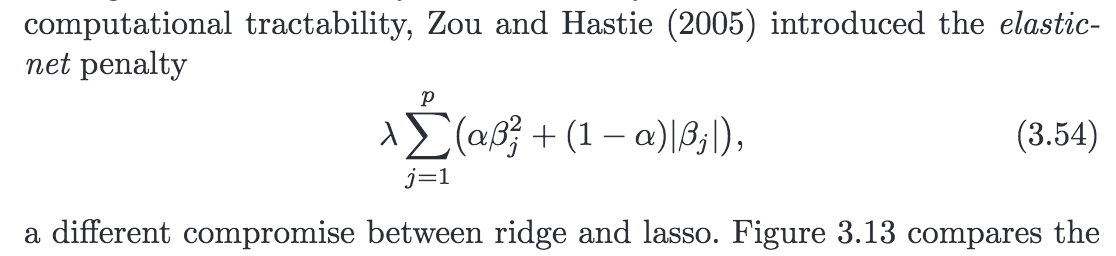 computational tractability, Zou and Hastie (2005) introduced the elastic-
net penalty
λ∑_{j=1}^{p}(αβ_j^2 + (1 − α)|β_j|), (3.54)
a different compromise between ridge and lasso. Figure 3.13 compares the